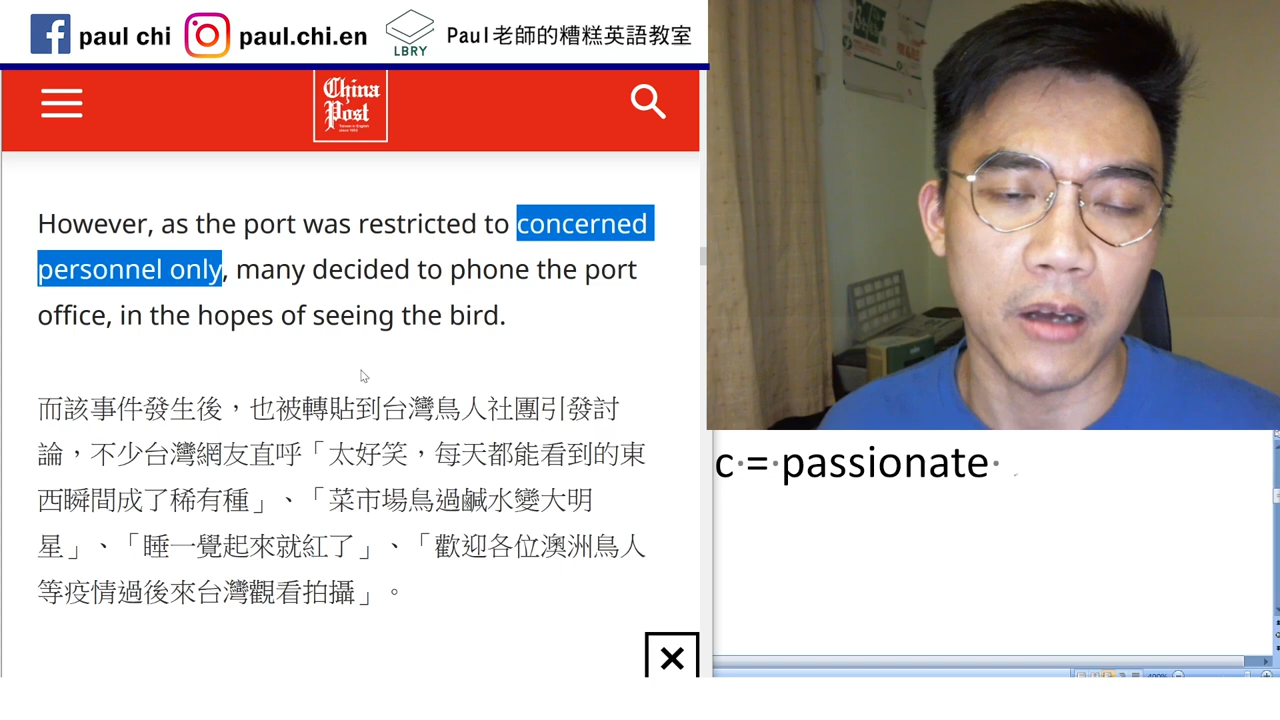 paul chi
paul.chi.en
LBRY
Paul老師的糟糕英語教室
China
Post
However, as the port was restricted to concerned
personnel only, many decided to phone the port
office, in the hopes of seeing the bird.
而該事件發生後，也被轉貼到台灣鳥人社團引發討
論，不少台灣網友直呼「太好笑，每天都能看到的東
西瞬間成了稀有種」、「菜市場鳥過鹹水變大明
星」、「睡一覺起來就紅了」、「歡迎各位澳洲鳥人
等疫情過後來台灣觀看拍攝」。
c·=·passionate·